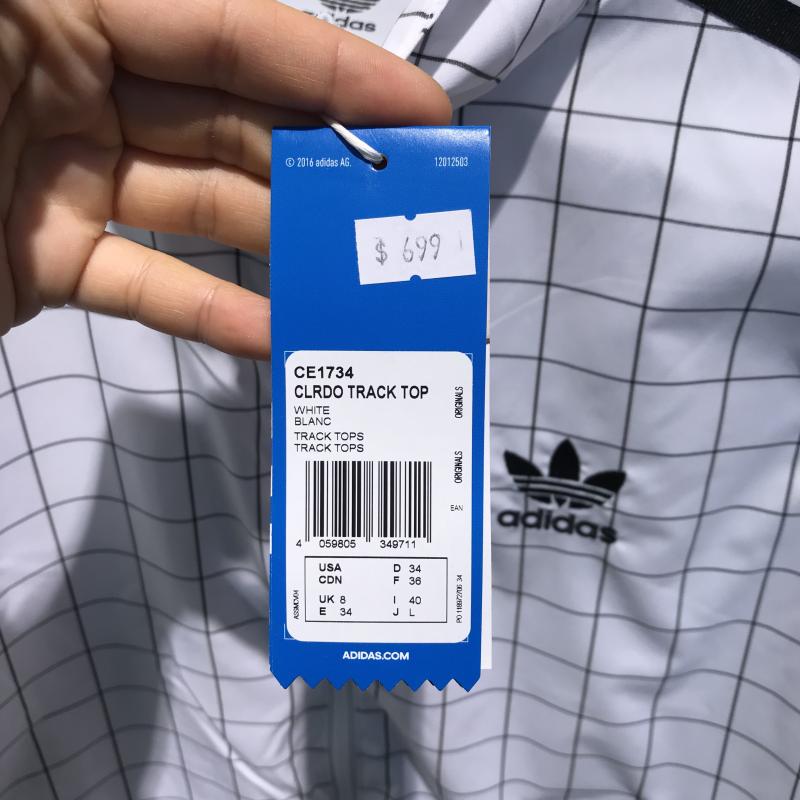 adidas
© 2016 adidas AG.
12012503
$ 699
CE1734
CLRDO TRACK TOP
WHITE
BLANC
TRACK TOPS
TRACK TOPS
ORIGINALS
ORIGINALS
EAN
4 059805 349711
USA D 34
CDN F 36
UK 8 I 40
E 34 J L
ADIDAS.COM
adidas